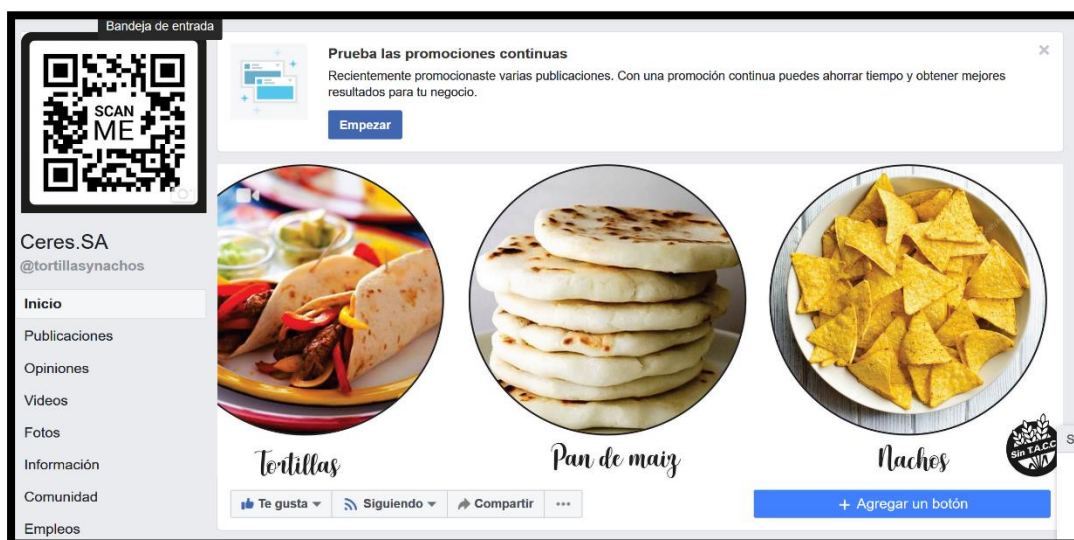 Bandeja de entrada
SCAN
ME
Ceres.SA
@tortillasynachos
Inicio
Publicaciones
Opiniones
Videos
Fotos
Información
Comunidad
Empleos
Prueba las promociones continuas
Recientemente promocionaste varias publicaciones. Con una promoción continua puedes ahorrar tiempo y obtener mejores
resultados para tu negocio.
Empezar
Tortillas
Pan de maiz
Nachos
Sin T.A.C.C
S
Te gusta
Siguiendo
Compartir
+ Agregar un botón